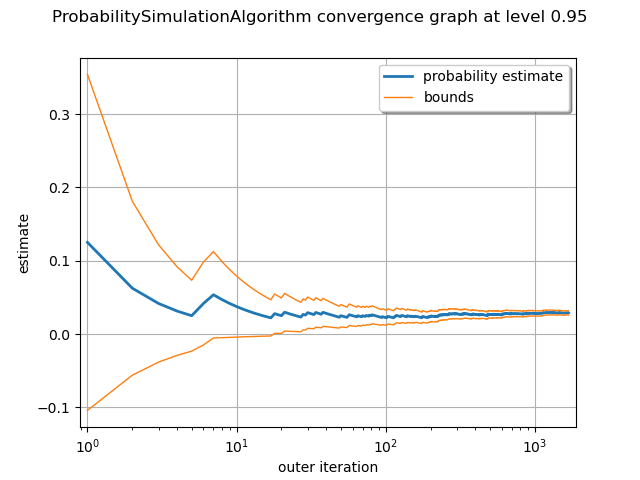 ProbabilitySimulationAlgorithm convergence graph at level 0.95
probability estimate
bounds
0.3
0.2
0.1
0.0
−0.1
estimate
10⁰
10¹
10²
10³
outer iteration